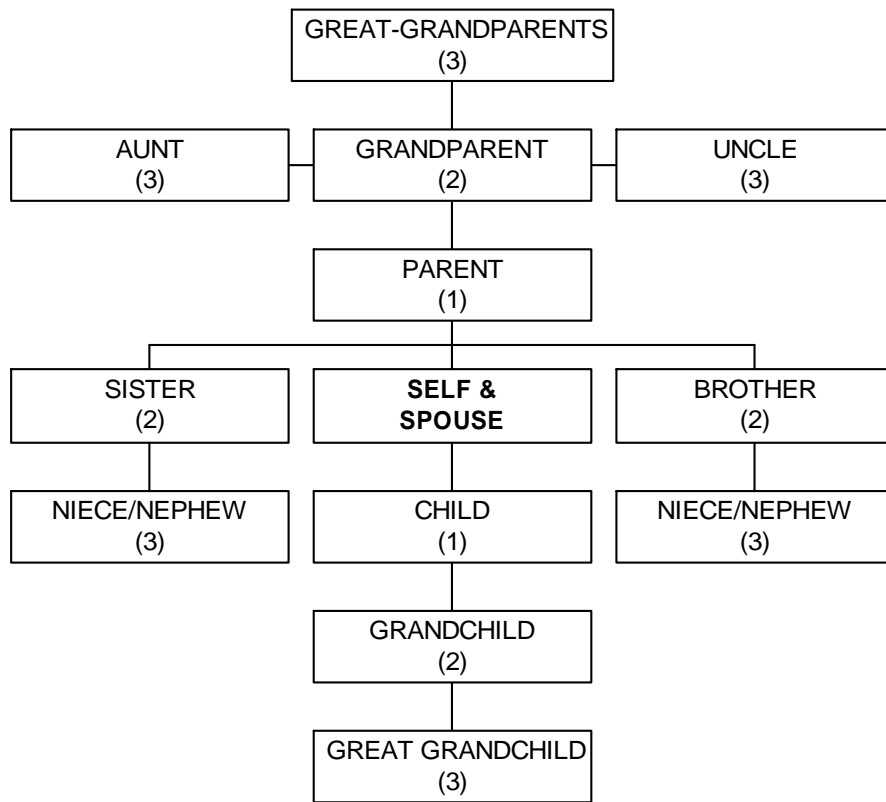 GREAT-GRANDPARENTS
(3)
AUNT
(3)
GRANDPARENT
(2)
UNCLE
(3)
PARENT
(1)
SISTER
(2)
SELF &
SPOUSE
BROTHER
(2)
NIECE/NEPHEW
(3)
CHILD
(1)
NIECE/NEPHEW
(3)
GRANDCHILD
(2)
GREAT GRANDCHILD
(3)